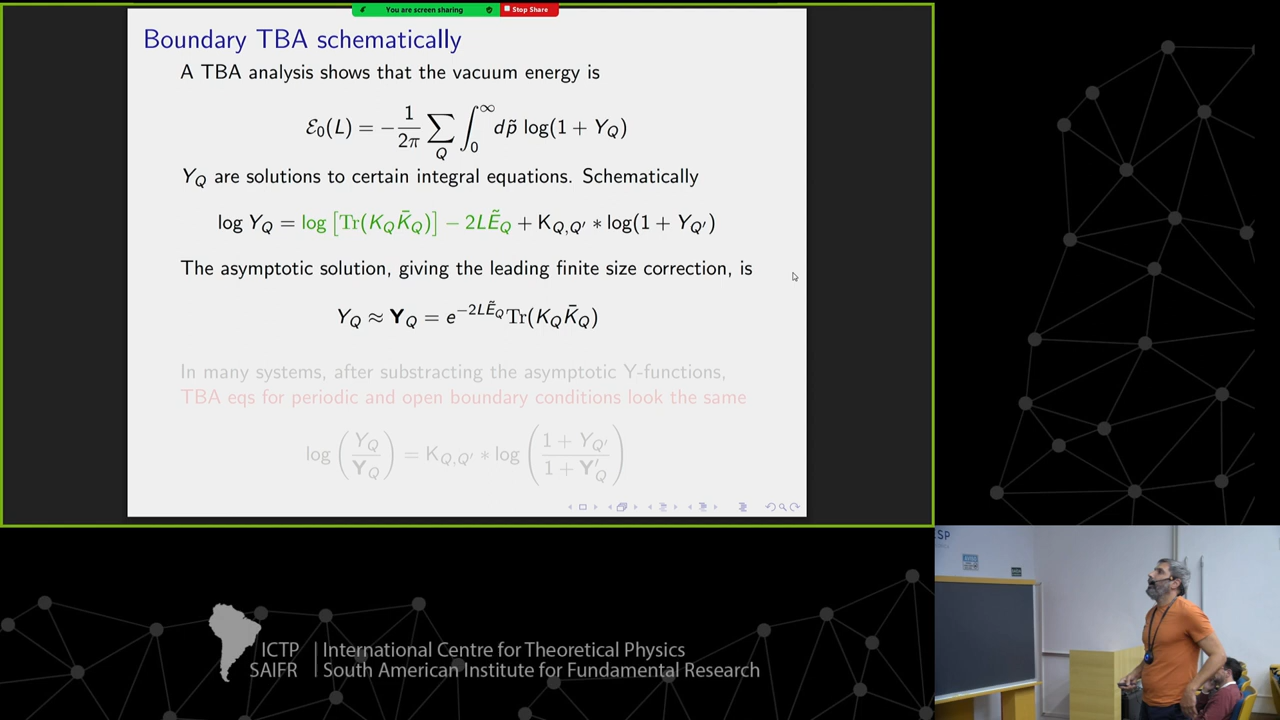 You are screen sharing
Stop Share
Boundary TBA schematically
A TBA analysis shows that the vacuum energy is
ℰ₀(L) = −1/2π ∑_Q ∫₀^∞ dp̃ log(1 + Y_Q)
Y_Q are solutions to certain integral equations. Schematically
log Y_Q = log [Tr(K_Q K̄_Q)] − 2LẼ_Q + K_{Q,Q′} ∗ log(1 + Y_{Q′})
The asymptotic solution, giving the leading finite size correction, is
Y_Q ≈ 𝐘_Q = e^{−2LẼ_Q} Tr(K_Q K̄_Q)
In many systems, after substracting the asymptotic Y-functions,
TBA eqs for periodic and open boundary conditions look the same
log (Y_Q / 𝐘_Q) = K_{Q,Q′} ∗ log (1 + Y_{Q′} / 1 + 𝐘′_Q)
SP
ICTP
SAIFR
International Centre for Theoretical Physics
South American Institute for Fundamental Research